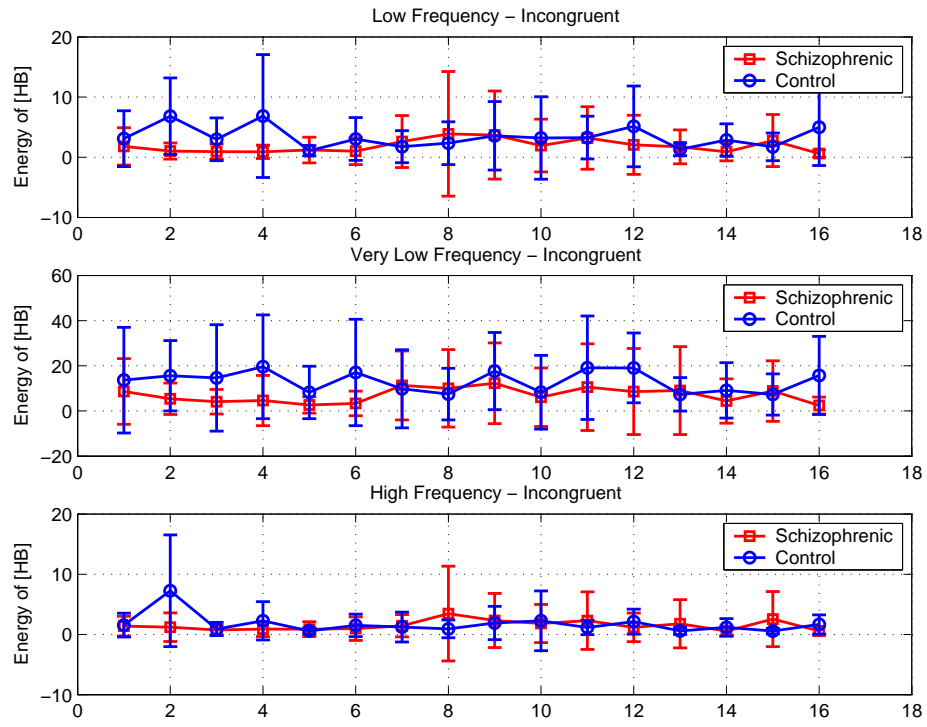 Low Frequency − Incongruent
20
10
0
−10
Energy of [HB]
Schizophrenic
Control
0 2 4 6 8 10 12 14 16 18
Very Low Frequency − Incongruent
60
40
20
0
−20
Energy of [HB]
Schizophrenic
Control
0 2 4 6 8 10 12 14 16 18
High Frequency − Incongruent
20
10
0
−10
Energy of [HB]
Schizophrenic
Control
0 2 4 6 8 10 12 14 16 18